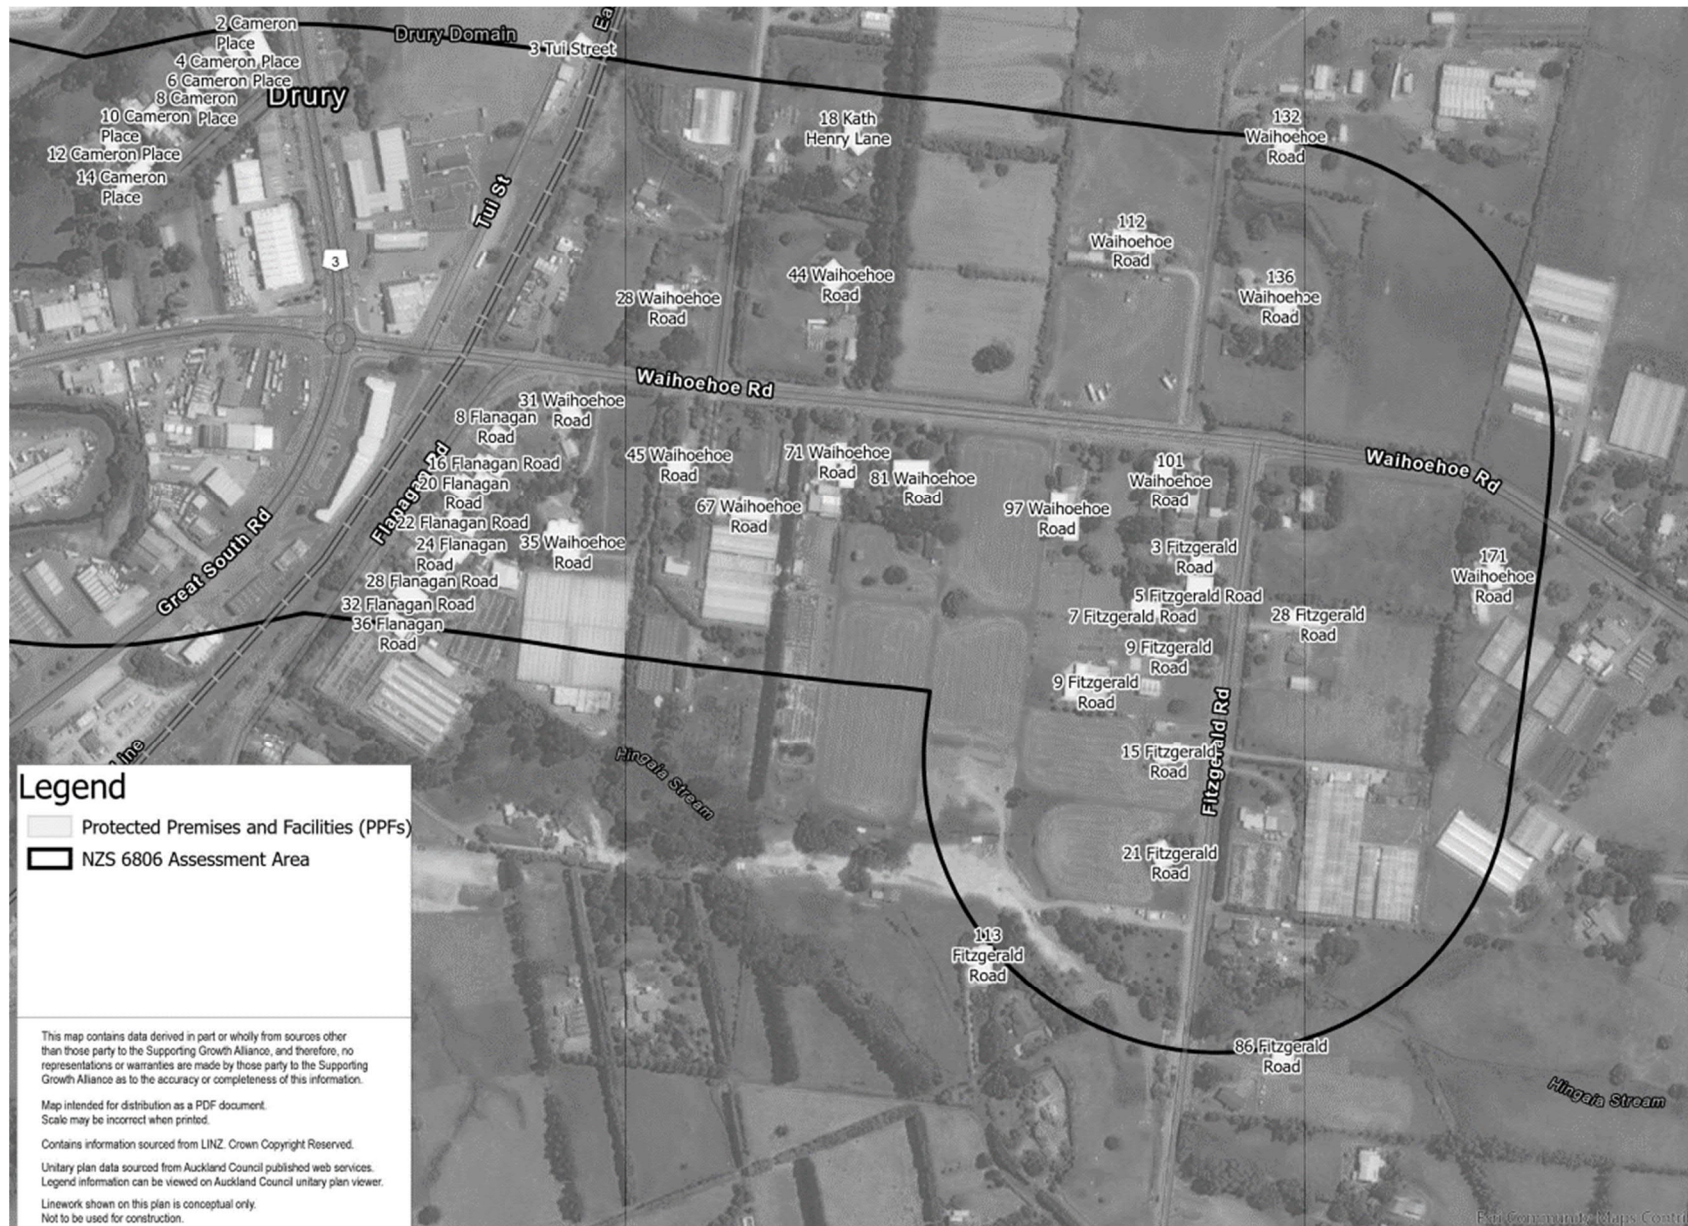 2 Cameron
Place
Drury Domain
Ea
3 Tui Street
4 Cameron Place
6 Cameron Place
8 Cameron
Place
Drury
10 Cameron
Place
12 Cameron Place
14 Cameron
Place
18 Kath
Henry Lane
132
Waihoehoe
Road
Tui St
3
112
Waihoehoe
Road
28 Waihoehoe
Road
44 Waihoehoe
Road
136
Waihoehoe
Road
Waihoehoe Rd
31 Waihoehoe
Road
8 Flanagan
Road
16 Flanagan Road
20 Flanagan
Road
22 Flanagan Road
24 Flanagan
Road
28 Flanagan Road
32 Flanagan Road
36 Flanagan
Road
Flanagan Rd
Great South Rd
35 Waihoehoe
Road
45 Waihoehoe
Road
67 Waihoehoe
Road
71 Waihoehoe
Road
81 Waihoehoe
Road
97 Waihoehoe
Road
101
Waihoehoe
Road
Waihoehoe Rd
171
Waihoehoe
Road
3 Fitzgerald
Road
5 Fitzgerald Road
7 Fitzgerald Road
28 Fitzgerald
Road
9 Fitzgerald
Road
9 Fitzgerald
Road
15 Fitzgerald
Road
Fitzgerald Rd
21 Fitzgerald
Road
113
Fitzgerald
Road
86 Fitzgerald
Road
Hingaia Stream
Hingaia Stream
Line
Legend
Protected Premises and Facilities (PPFs)
NZS 6806 Assessment Area
This map contains data derived in part or wholly from sources other
than those party to the Supporting Growth Alliance, and therefore, no
representations or warranties are made by those party to the Supporting
Growth Alliance as to the accuracy or completeness of this information.
Map intended for distribution as a PDF document.
Scale may be incorrect when printed.
Contains information sourced from LINZ. Crown Copyright Reserved.
Unitary plan data sourced from Auckland Council published web services.
Legend information can be viewed on Auckland Council unitary plan viewer.
Linework shown on this plan is conceptual only.
Not to be used for construction.
Esri Community Maps Contri